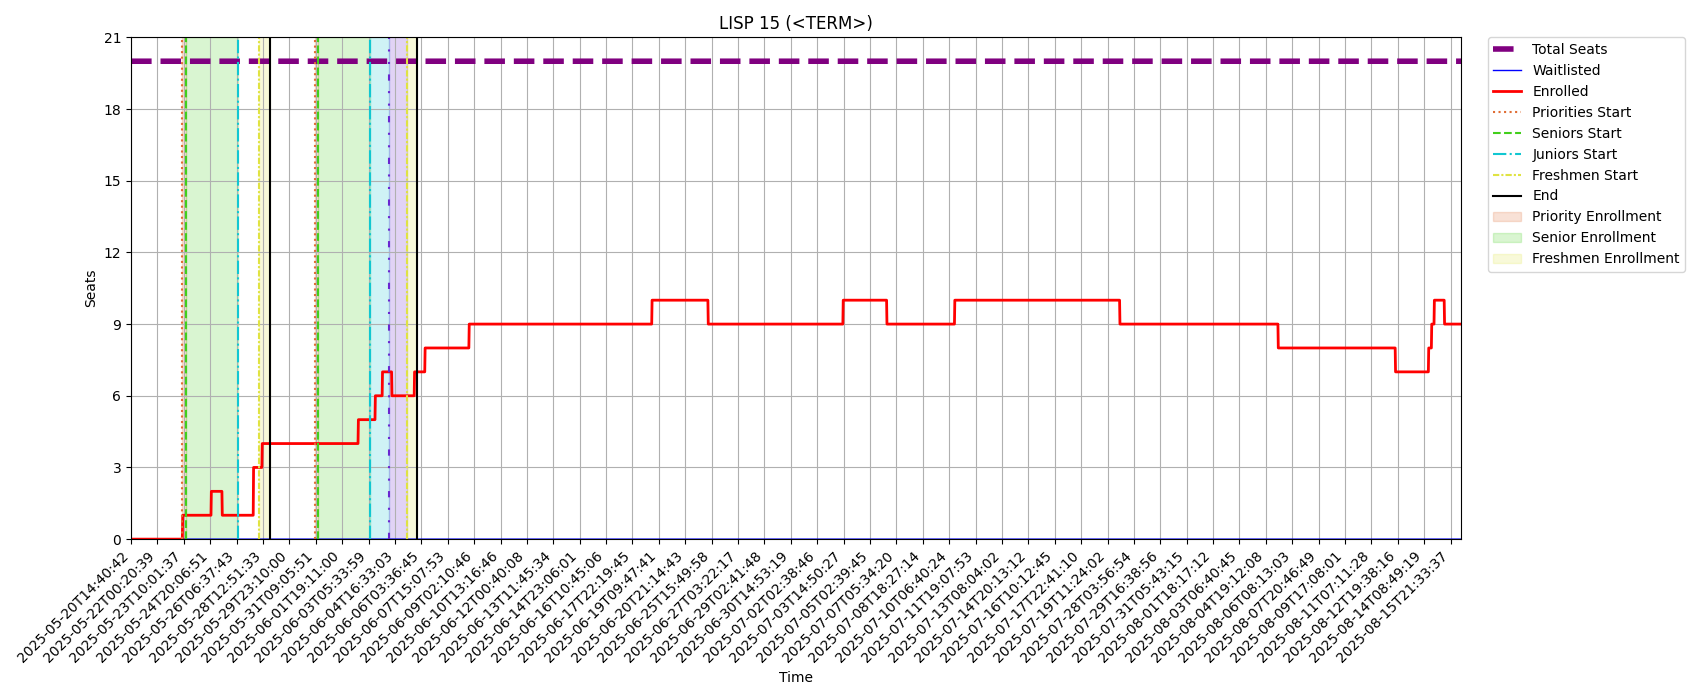 LISP 15 (<TERM>)
21
18
15
12
9
6
3
0
Seats
2025-05-20T14:40:42
2025-05-22T00:20:39
2025-05-23T10:01:37
2025-05-24T20:06:51
2025-05-26T06:37:43
2025-05-28T12:51:33
2025-05-29T23:10:00
2025-05-31T09:05:51
2025-06-01T19:11:00
2025-06-03T05:33:59
2025-06-04T16:33:03
2025-06-06T03:36:45
2025-06-07T15:07:53
2025-06-09T02:10:46
2025-06-10T13:16:46
2025-06-12T00:40:08
2025-06-13T11:45:34
2025-06-14T23:06:01
2025-06-16T10:45:06
2025-06-17T22:19:45
2025-06-19T09:47:41
2025-06-20T21:14:43
2025-06-25T15:49:58
2025-06-27T03:22:17
2025-06-29T02:41:48
2025-06-30T14:53:19
2025-07-02T02:38:46
2025-07-03T14:50:27
2025-07-05T02:39:45
2025-07-07T05:34:20
2025-07-08T18:27:14
2025-07-10T06:40:24
2025-07-11T19:07:53
2025-07-13T08:04:02
2025-07-14T20:13:12
2025-07-16T10:12:45
2025-07-17T22:41:10
2025-07-19T11:24:02
2025-07-28T03:56:54
2025-07-29T16:38:56
2025-07-31T05:43:15
2025-08-01T18:17:12
2025-08-03T06:40:45
2025-08-04T19:12:08
2025-08-06T08:13:03
2025-08-07T20:46:49
2025-08-09T17:08:01
2025-08-11T07:11:28
2025-08-12T19:38:16
2025-08-14T08:49:19
2025-08-15T21:33:37
Time
Total Seats
Waitlisted
Enrolled
Priorities Start
Seniors Start
Juniors Start
Freshmen Start
End
Priority Enrollment
Senior Enrollment
Freshmen Enrollment